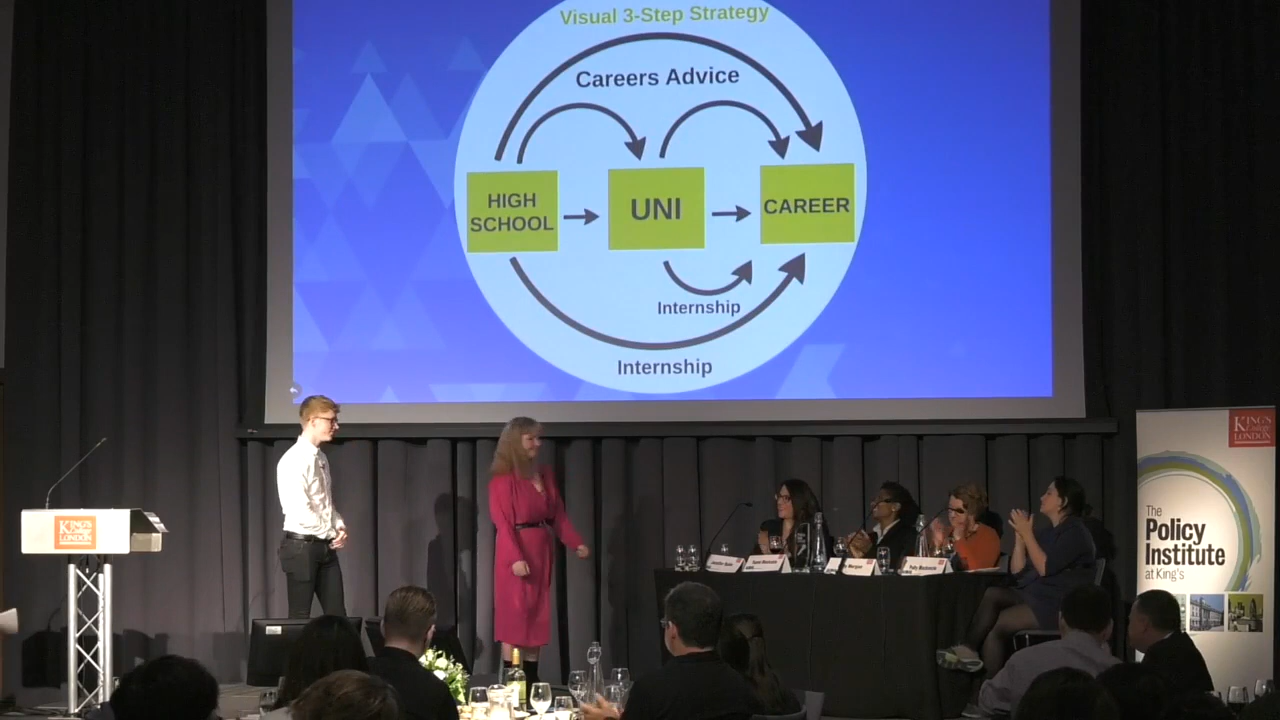 Visual 3-Step Strategy
Careers Advice
HIGH
SCHOOL
UNI
CAREER
Internship
Internship
KING'S
College
LONDON
KING'S
College
LONDON
The
Policy
Institute
at King's